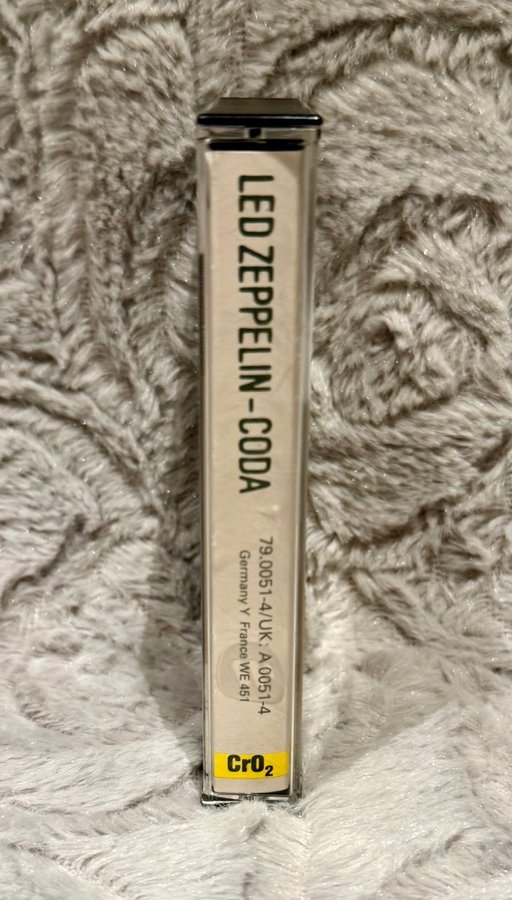 LED ZEPPELIN-CODA
79.0051-4/UK: A 0051-4
Germany Y France WE 451
CrO₂